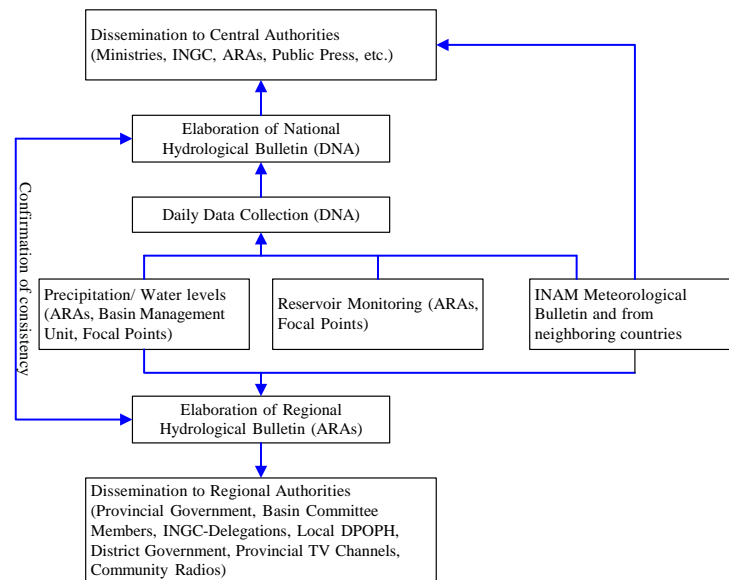 Dissemination to Central Authorities
(Ministries, INGC, ARAs, Public Press, etc.)
Elaboration of National
Hydrological Bulletin (DNA)
Confirmation of consistency
Daily Data Collection (DNA)
Precipitation/ Water levels
(ARAs, Basin Management
Unit, Focal Points)
Reservoir Monitoring (ARAs,
Focal Points)
INAM Meteorological
Bulletin and from
neighboring countries
Elaboration of Regional
Hydrological Bulletin (ARAs)
Dissemination to Regional Authorities
(Provincial Government, Basin Committee
Members, INGC-Delegations, Local DPOPH,
District Government, Provincial TV Channels,
Community Radios)